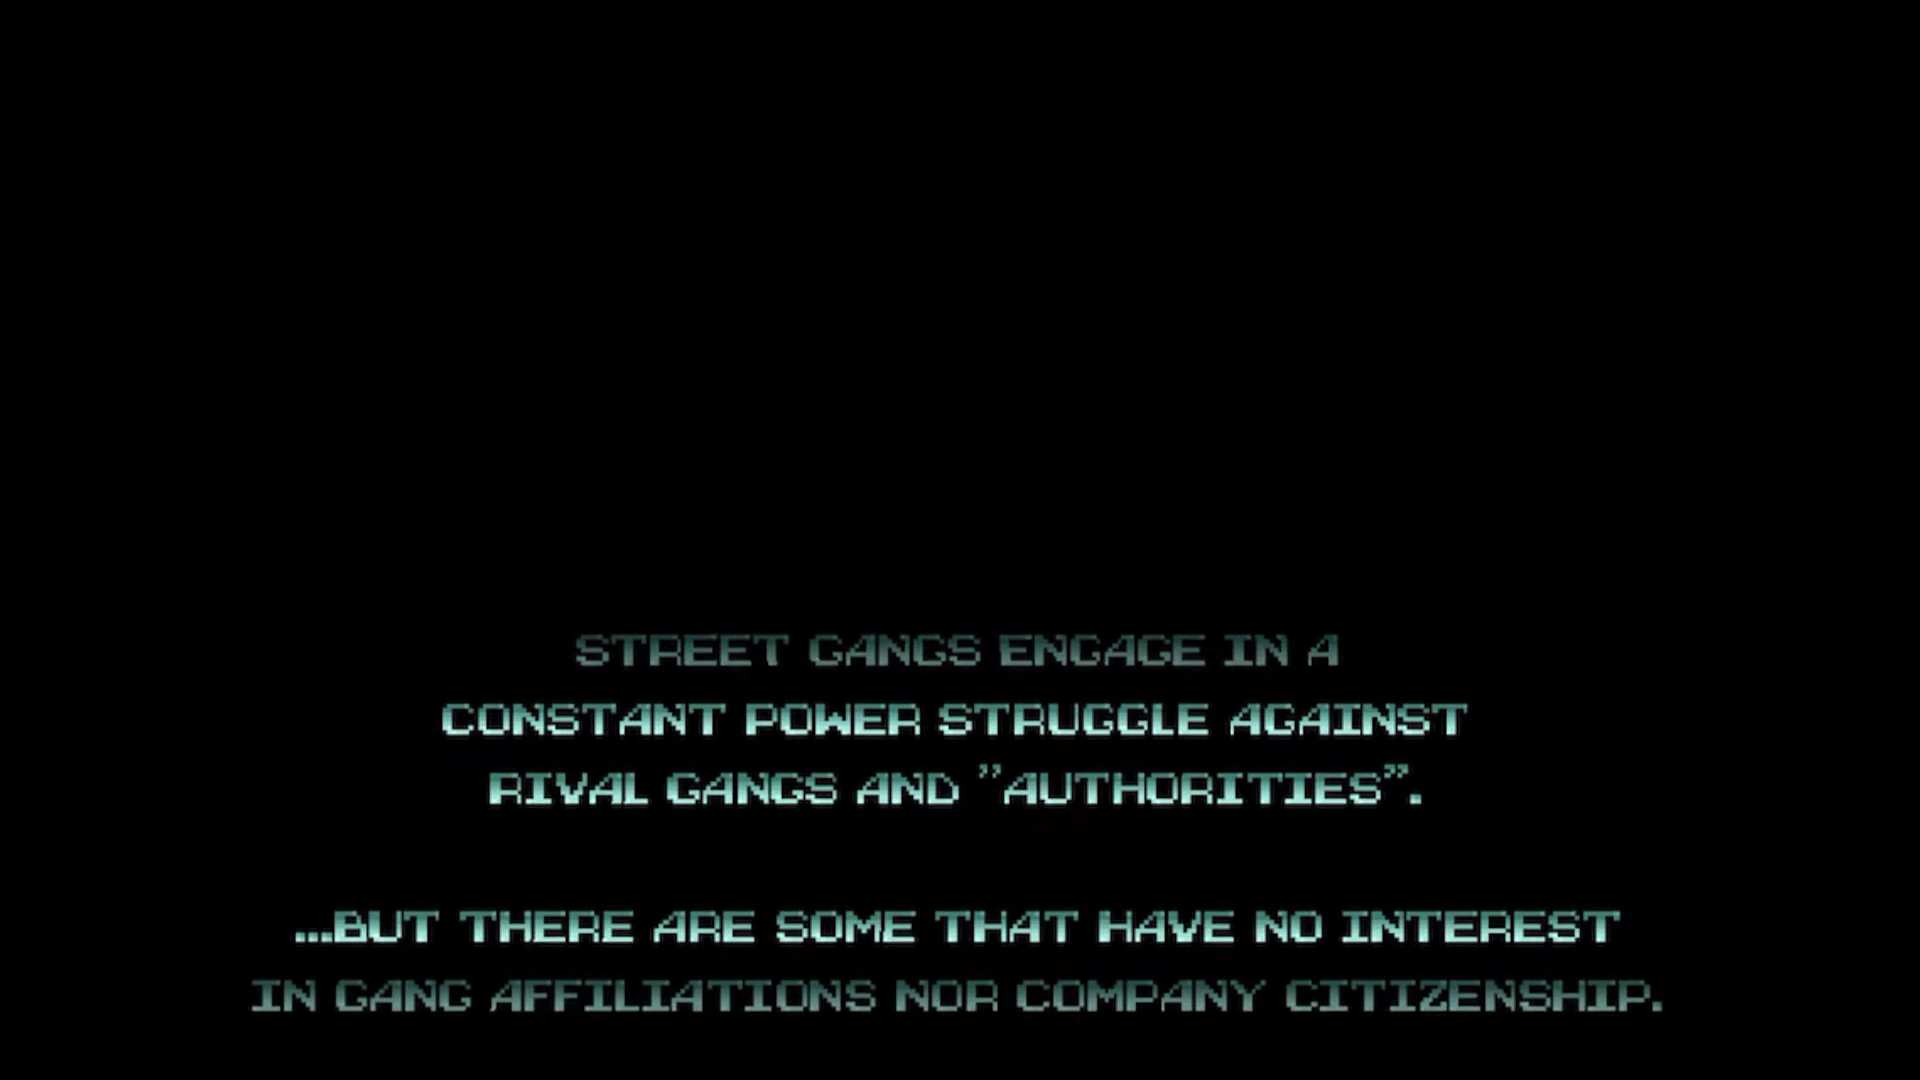 STREET GANGS ENGAGE IN A
CONSTANT POWER STRUGGLE AGAINST
RIVAL GANGS AND "AUTHORITIES".
...BUT THERE ARE SOME THAT HAVE NO INTEREST
IN GANG AFFILIATIONS NOR COMPANY CITIZENSHIP.